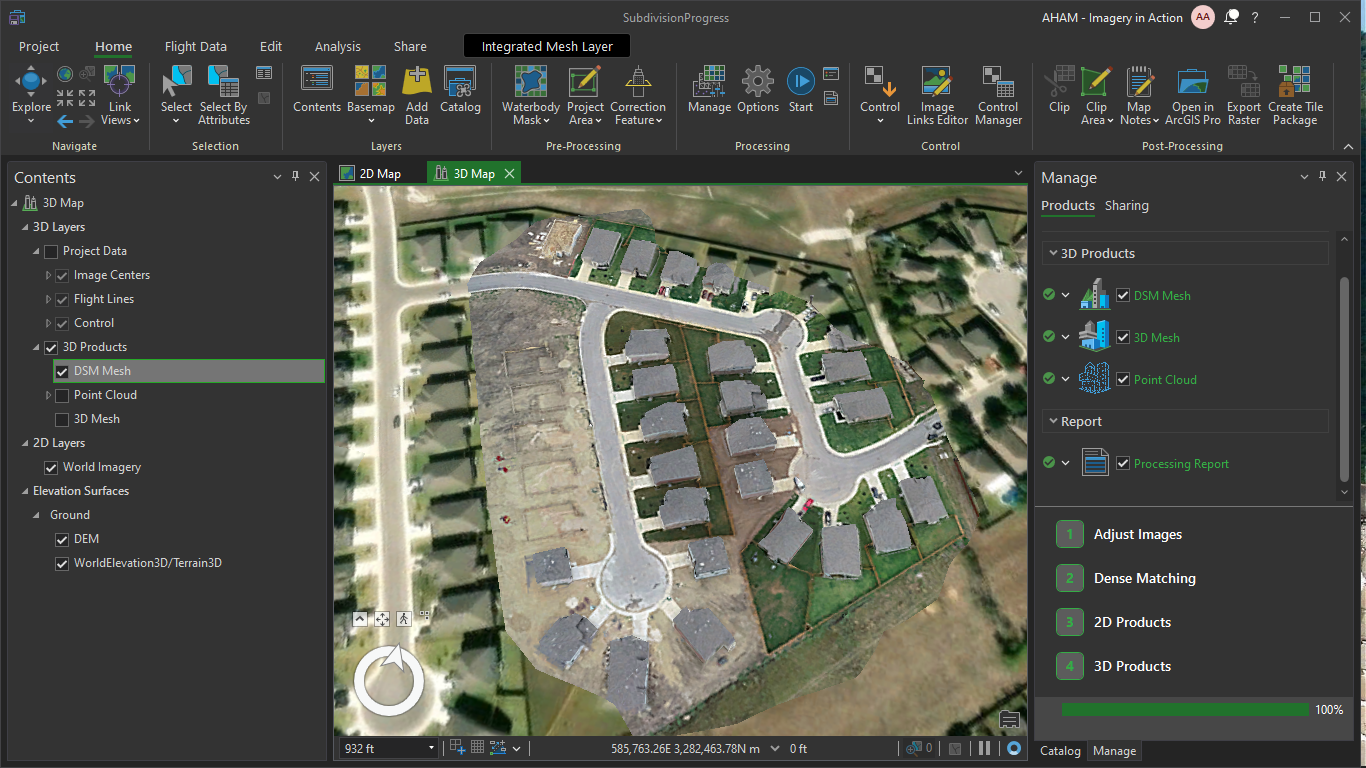 SubdivisionProgress
AHAM - Imagery in Action
AA
?
Project
Home
Flight Data
Edit
Analysis
Share
Integrated Mesh Layer
Explore
Link
Views
Navigate
Select
Select By
Attributes
Selection
Contents
Basemap
Add
Data
Catalog
Layers
Waterbody
Mask
Project
Area
Correction
Feature
Pre-Processing
Manage
Options
Start
Processing
Control
Image
Links Editor
Control
Manager
Control
Clip
Clip
Area
Map
Notes
Open in
ArcGIS Pro
Export
Raster
Create Tile
Package
Post-Processing
Contents
3D Map
3D Layers
Project Data
Image Centers
Flight Lines
Control
3D Products
DSM Mesh
Point Cloud
3D Mesh
2D Layers
World Imagery
Elevation Surfaces
Ground
DEM
WorldElevation3D/Terrain3D
2D Map
3D Map
932 ft
585,763.26E 3,282,463.78N m
0 ft
0
Manage
Products
Sharing
3D Products
DSM Mesh
3D Mesh
Point Cloud
Report
Processing Report
1 Adjust Images
2 Dense Matching
3 2D Products
4 3D Products
100%
Catalog
Manage